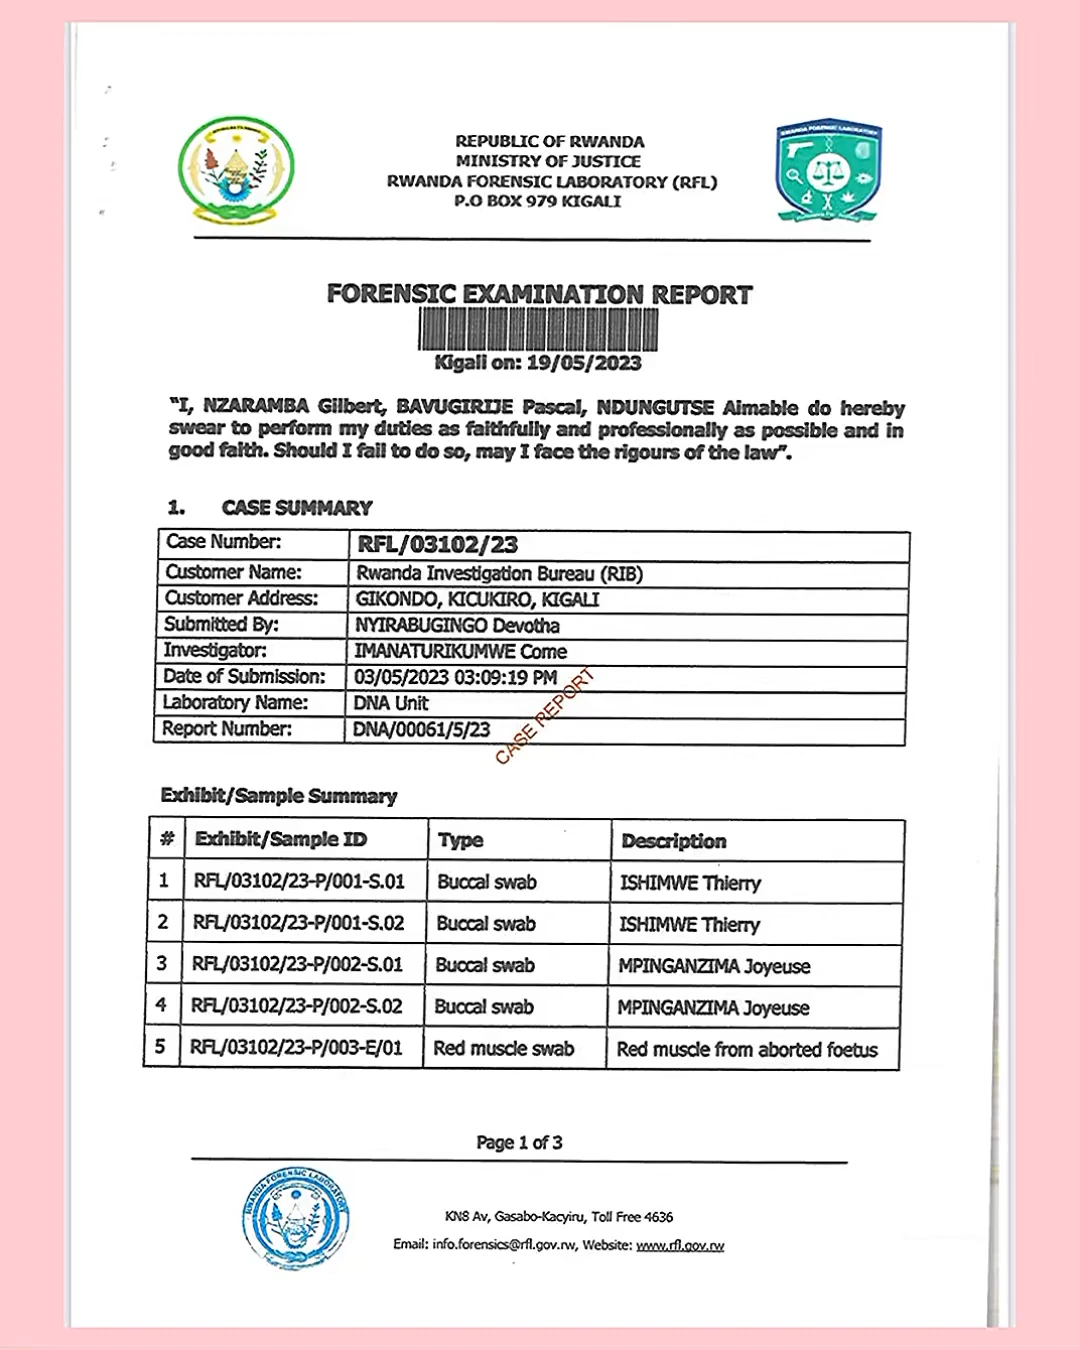 REPUBLIC OF RWANDA
MINISTRY OF JUSTICE
RWANDA FORENSIC LABORATORY (RFL)
P.O BOX 979 KIGALI
RWANDA FORENSIC LABORATORY
FORENSIC EXAMINATION REPORT
Kigali on: 19/05/2023
"I, NZARAMBA Gilbert, BAVUGIRIJE Pascal, NDUNGUTSE Aimable do hereby
swear to perform my duties as faithfully and professionally as possible and in
good faith. Should I fail to do so, may I face the rigours of the law".
1. CASE SUMMARY
Case Number: RFL/03102/23
Customer Name: Rwanda Investigation Bureau (RIB)
Customer Address: GIKONDO, KICUKIRO, KIGALI
Submitted By: NYIRABUGINGO Devotha
Investigator: IMANATURIKUMWE Come
Date of Submission: 03/05/2023 03:09:19 PM
Laboratory Name: DNA Unit
Report Number: DNA/00061/5/23
CASE REPORT
Exhibit/Sample Summary
# Exhibit/Sample ID Type Description
1 RFL/03102/23-P/001-S.01 Buccal swab ISHIMWE Thierry
2 RFL/03102/23-P/001-S.02 Buccal swab ISHIMWE Thierry
3 RFL/03102/23-P/002-S.01 Buccal swab MPINGANZIMA Joyeuse
4 RFL/03102/23-P/002-S.02 Buccal swab MPINGANZIMA Joyeuse
5 RFL/03102/23-P/003-E/01 Red muscle swab Red muscle from aborted foetus
Page 1 of 3
RWANDA FORENSIC LABORATORY
KN8 Av, Gasabo-Kacyiru, Toll Free 4636
Email: info.forensics@rfl.gov.rw, Website: www.rfl.gov.rw